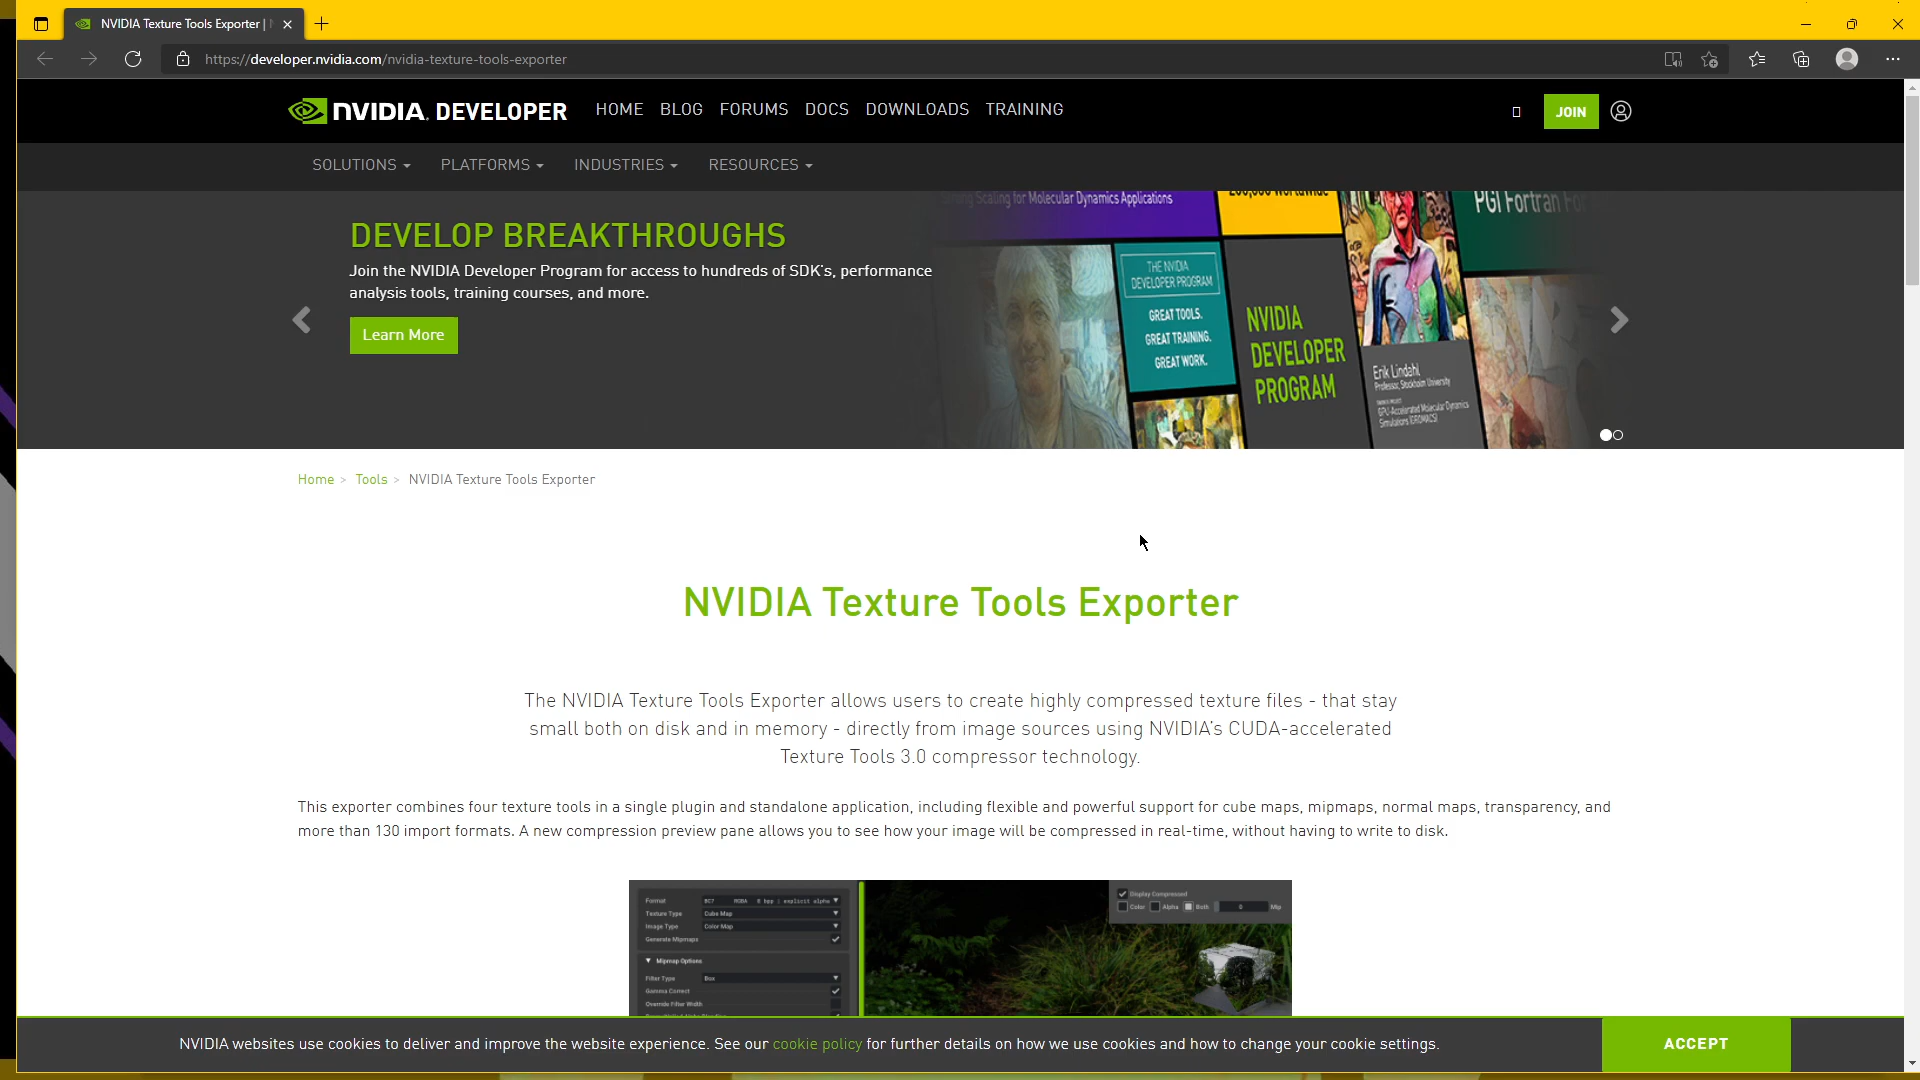 NVIDIA Texture Tools Exporter |
https://developer.nvidia.com/nvidia-texture-tools-exporter
NVIDIA. DEVELOPER
HOME BLOG FORUMS DOCS DOWNLOADS TRAINING
JOIN
SOLUTIONS PLATFORMS INDUSTRIES RESOURCES
Scaling for Molecular Dynamics Applications
PGI Fortran For
DEVELOP BREAKTHROUGHS
Join the NVIDIA Developer Program for access to hundreds of SDK's, performance
analysis tools, training courses, and more.
Learn More
THE NVIDIA
DEVELOPER PROGRAM
GREAT TOOLS.
GREAT TRAINING.
GREAT WORK.
NVIDIA
DEVELOPER
PROGRAM
Erik Lindahl
Professor, Stockholm University
GPU-Accelerated Molecular Dynamics
Simulations (GROMACS)
Home > Tools > NVIDIA Texture Tools Exporter
NVIDIA Texture Tools Exporter
The NVIDIA Texture Tools Exporter allows users to create highly compressed texture files - that stay
small both on disk and in memory - directly from image sources using NVIDIA's CUDA-accelerated
Texture Tools 3.0 compressor technology.
This exporter combines four texture tools in a single plugin and standalone application, including flexible and powerful support for cube maps, mipmaps, normal maps, transparency, and
more than 130 import formats. A new compression preview pane allows you to see how your image will be compressed in real-time, without having to write to disk.
Format BC7 RGBA 8 bpp | explicit alpha
Texture Type Cube Map
Image Type Color Map
Generate Mipmaps
Mipmap Options
Filter Type Box
Gamma Correct
Override Filter Width
Display Compressed
Color Alpha Both 0 Mip
NVIDIA websites use cookies to deliver and improve the website experience. See our cookie policy for further details on how we use cookies and how to change your cookie settings.
ACCEPT